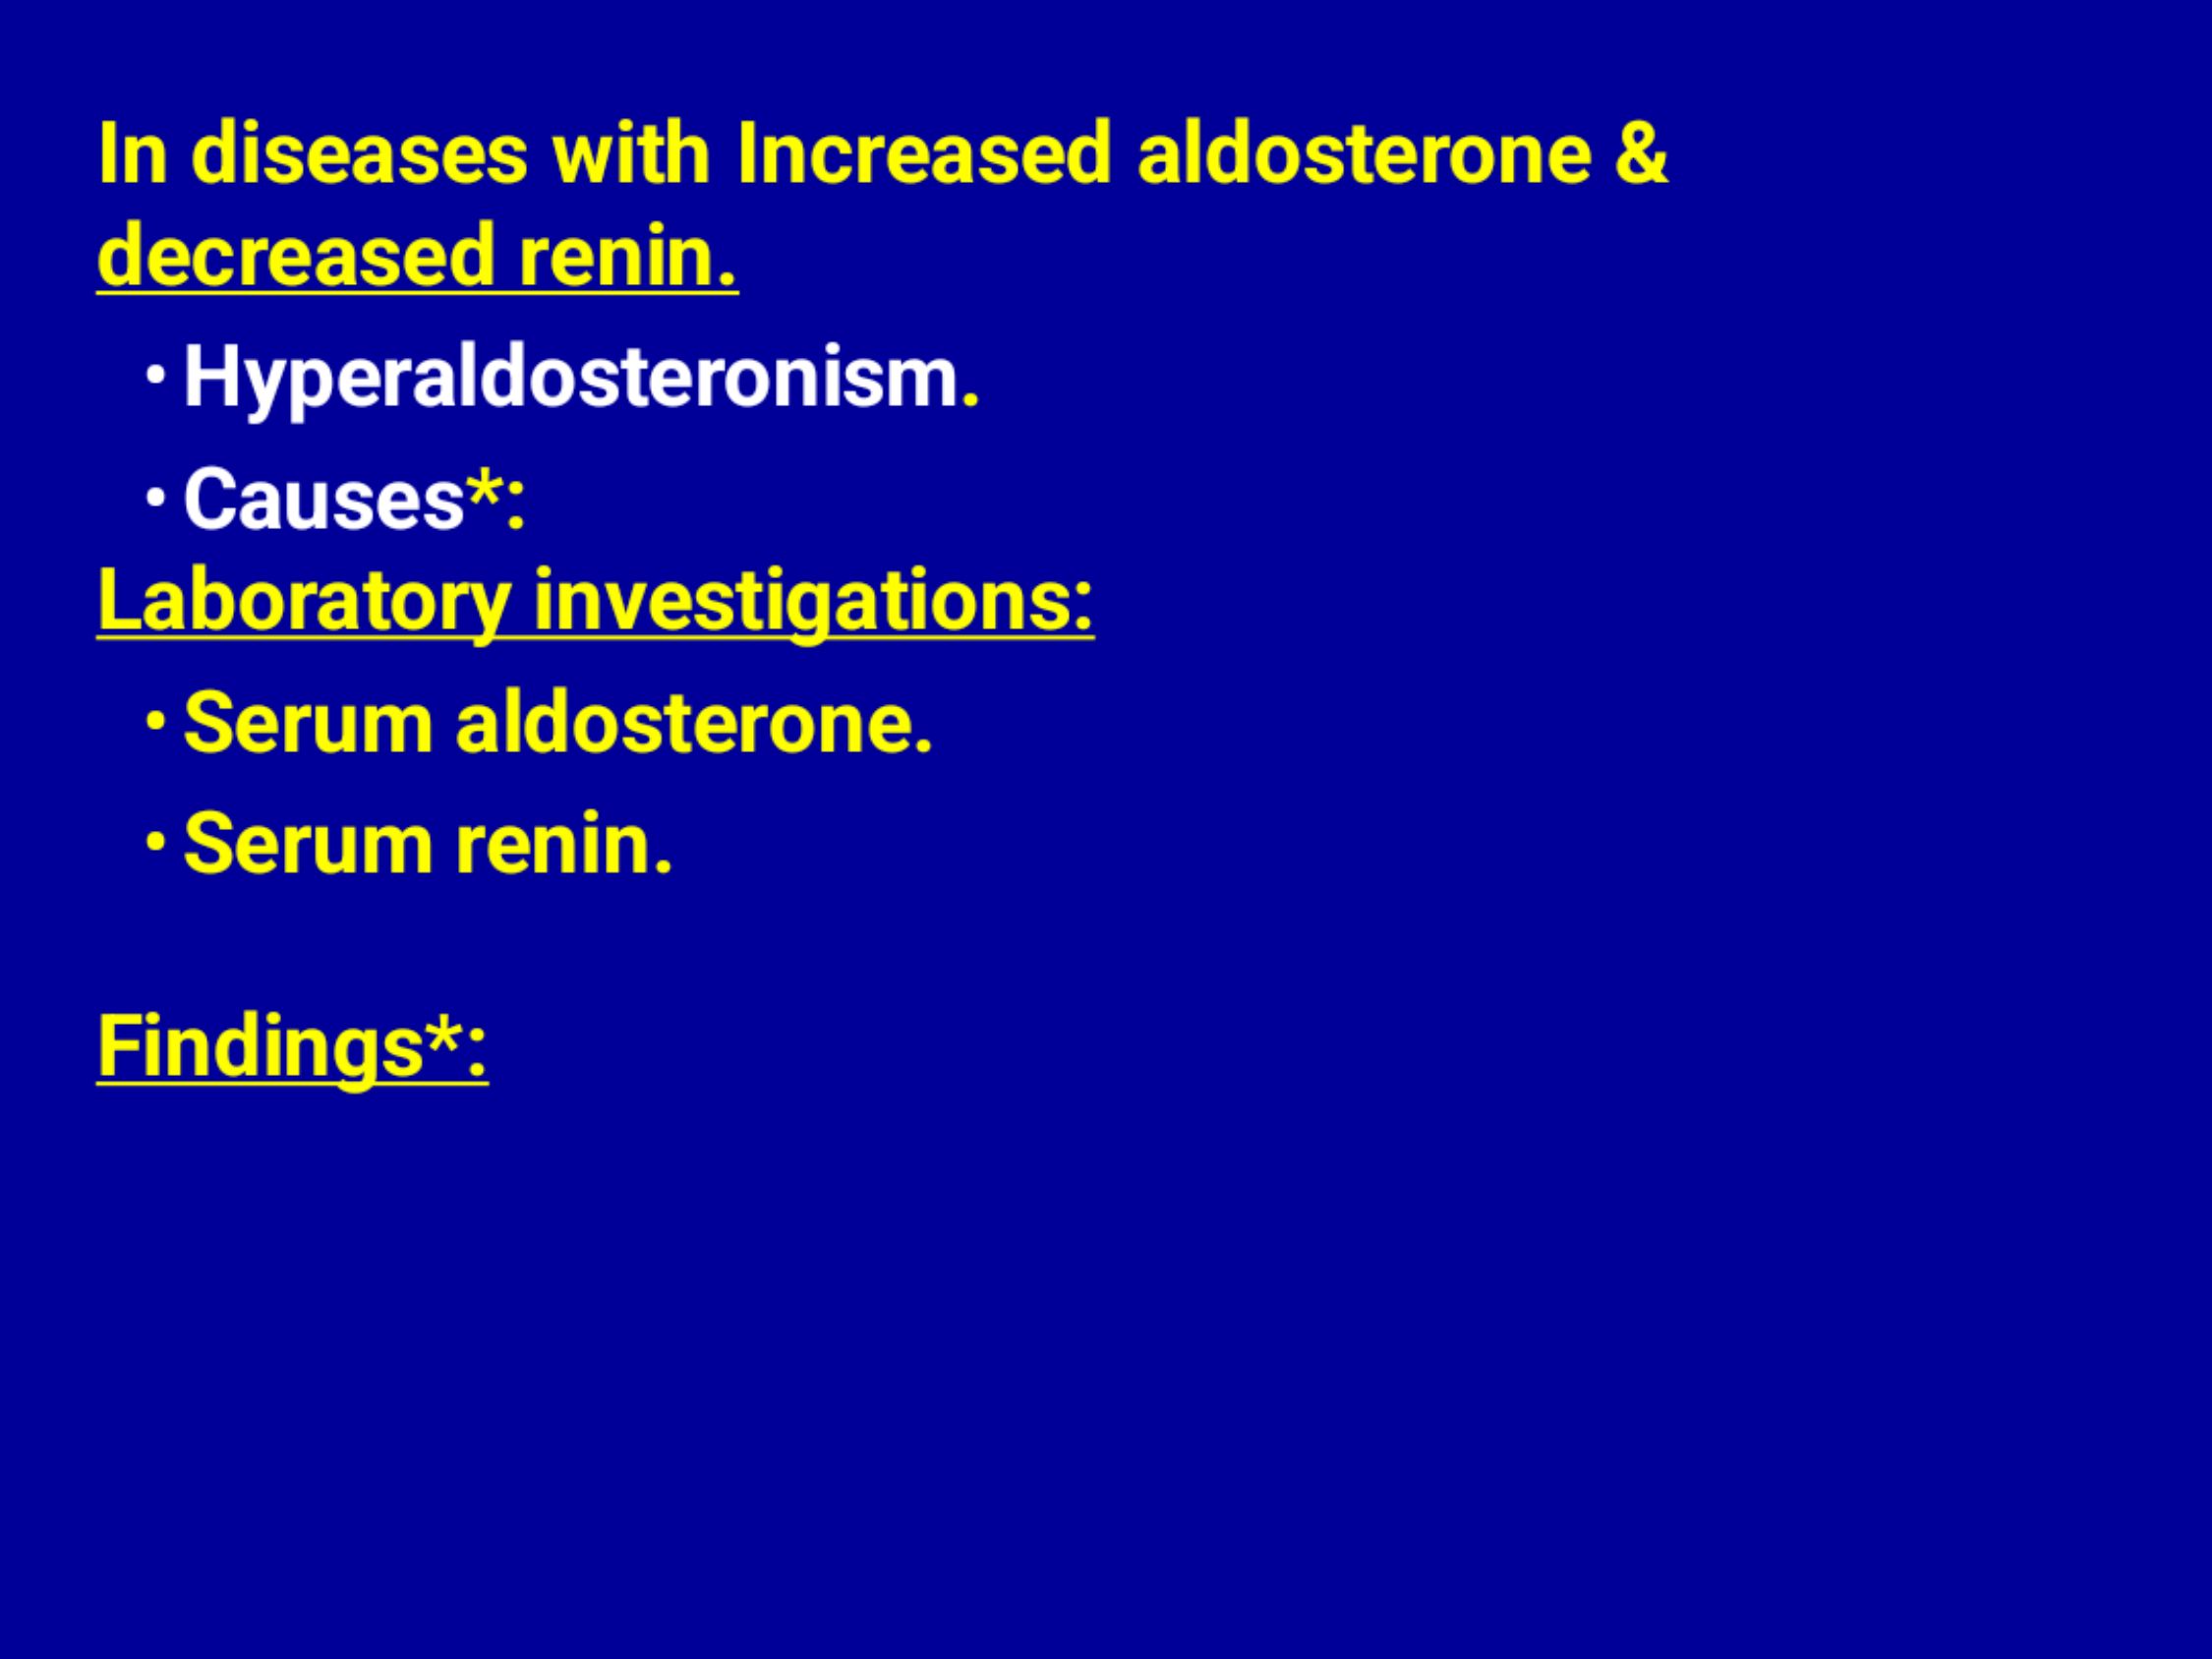 In diseases with Increased aldosterone &
decreased renin.
• Hyperaldosteronism.
• Causes*:
Laboratory investigations:
• Serum aldosterone.
• Serum renin.
Findings*: